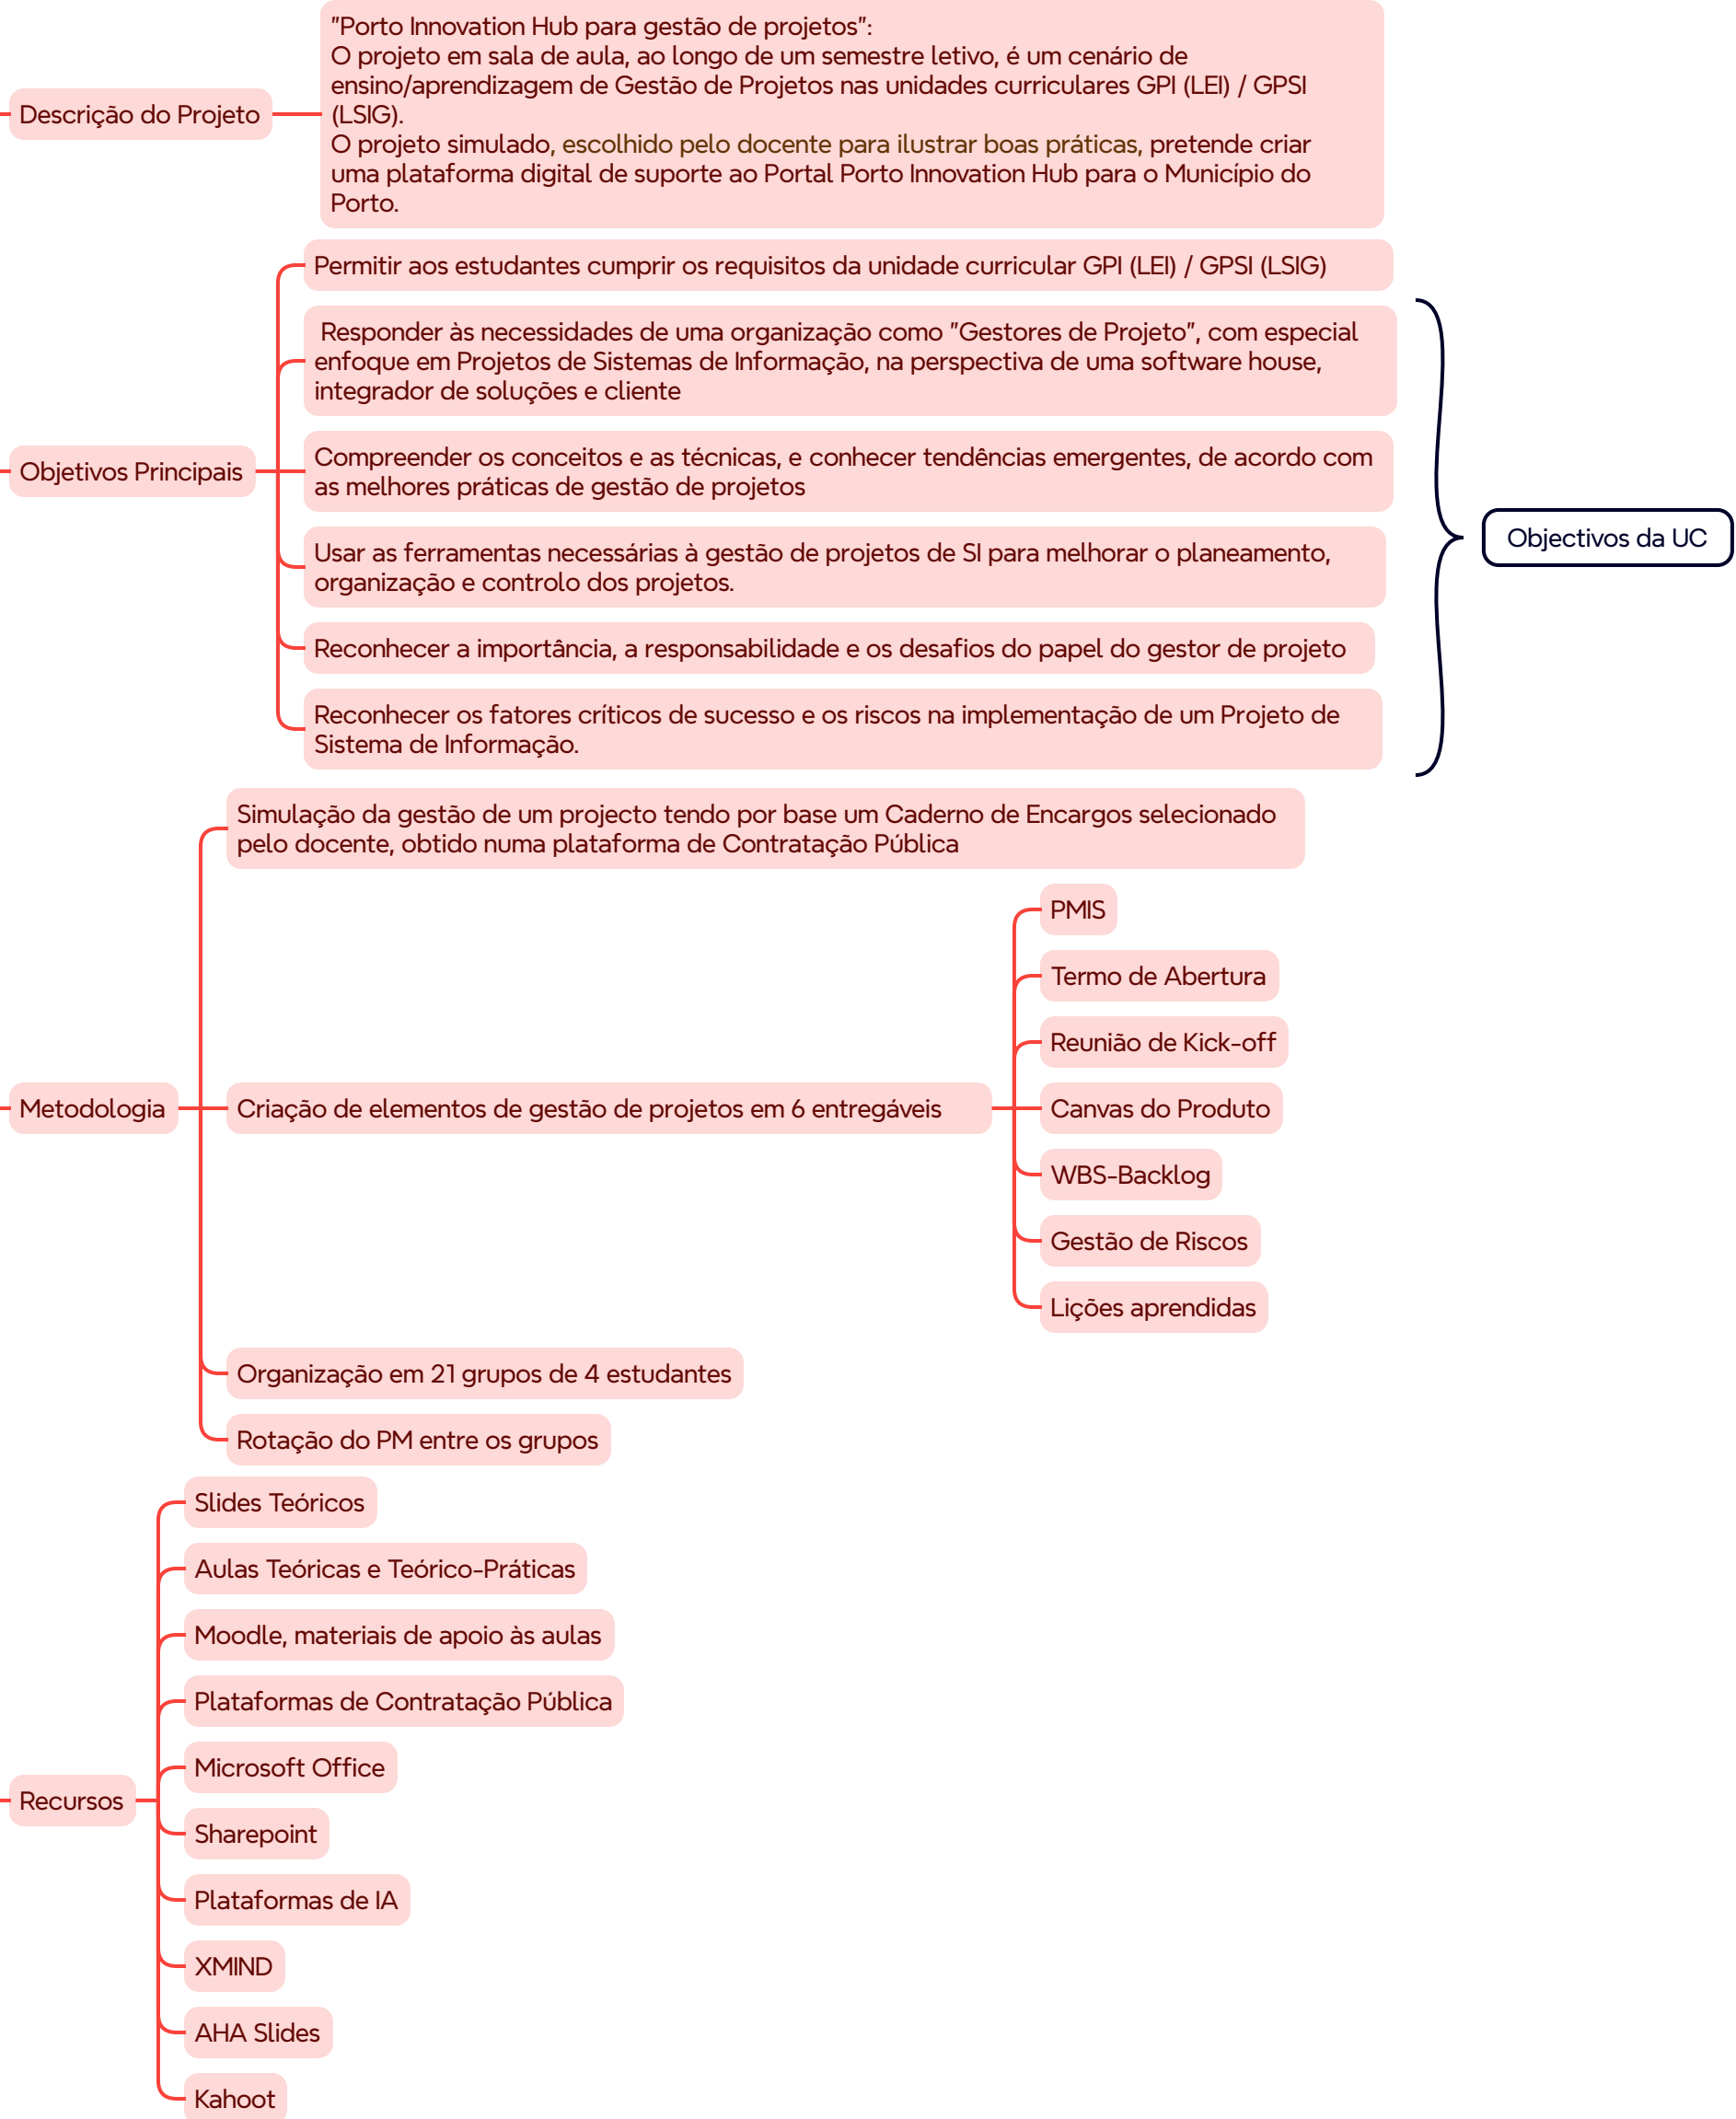 Descrição do Projeto
"Porto Innovation Hub para gestão de projetos":
O projeto em sala de aula, ao longo de um semestre letivo, é um cenário de
ensino/aprendizagem de Gestão de Projetos nas unidades curriculares GPI (LEI) / GPSI
(LSIG).
O projeto simulado, escolhido pelo docente para ilustrar boas práticas, pretende criar
uma plataforma digital de suporte ao Portal Porto Innovation Hub para o Município do
Porto.
Objetivos Principais
Permitir aos estudantes cumprir os requisitos da unidade curricular GPI (LEI) / GPSI (LSIG)
Responder às necessidades de uma organização como "Gestores de Projeto", com especial
enfoque em Projetos de Sistemas de Informação, na perspectiva de uma software house,
integrador de soluções e cliente
Compreender os conceitos e as técnicas, e conhecer tendências emergentes, de acordo com
as melhores práticas de gestão de projetos
Usar as ferramentas necessárias à gestão de projetos de SI para melhorar o planeamento,
organização e controlo dos projetos.
Reconhecer a importância, a responsabilidade e os desafios do papel do gestor de projeto
Reconhecer os fatores críticos de sucesso e os riscos na implementação de um Projeto de
Sistema de Informação.
Objectivos da UC
Metodologia
Simulação da gestão de um projecto tendo por base um Caderno de Encargos selecionado
pelo docente, obtido numa plataforma de Contratação Pública
Criação de elementos de gestão de projetos em 6 entregáveis
PMIS
Termo de Abertura
Reunião de Kick-off
Canvas do Produto
WBS-Backlog
Gestão de Riscos
Lições aprendidas
Organização em 21 grupos de 4 estudantes
Rotação do PM entre os grupos
Recursos
Slides Teóricos
Aulas Teóricas e Teórico-Práticas
Moodle, materiais de apoio às aulas
Plataformas de Contratação Pública
Microsoft Office
Sharepoint
Plataformas de IA
XMIND
AHA Slides
Kahoot